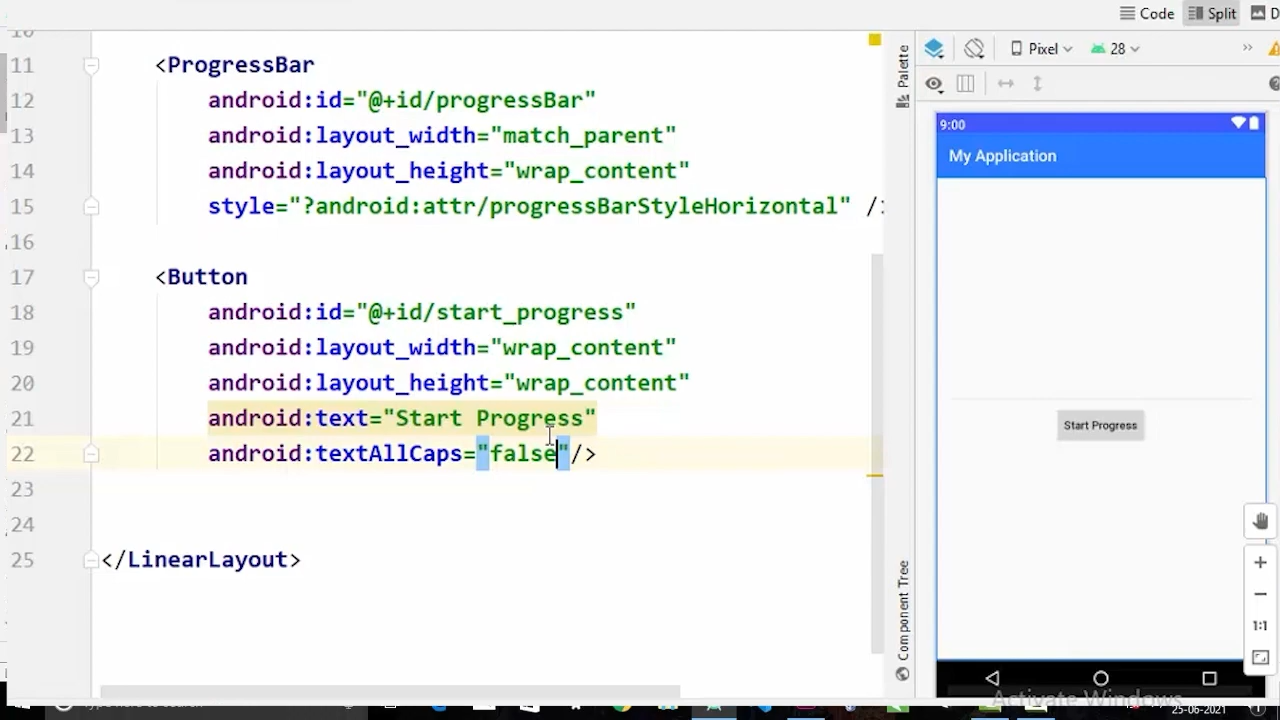 Code Split
Pixel 28
10
11 <ProgressBar
12 android:id="@+id/progressBar"
13 android:layout_width="match_parent"
14 android:layout_height="wrap_content"
15 style="?android:attr/progressBarStyleHorizontal" />
16
17 <Button
18 android:id="@+id/start_progress"
19 android:layout_width="wrap_content"
20 android:layout_height="wrap_content"
21 android:text="Start Progress"
22 android:textAllCaps="false"/>
23
24
25 </LinearLayout>
Palette
Component Tree
9:00
My Application
Start Progress
1:1
Activate Windows
25-06-2021